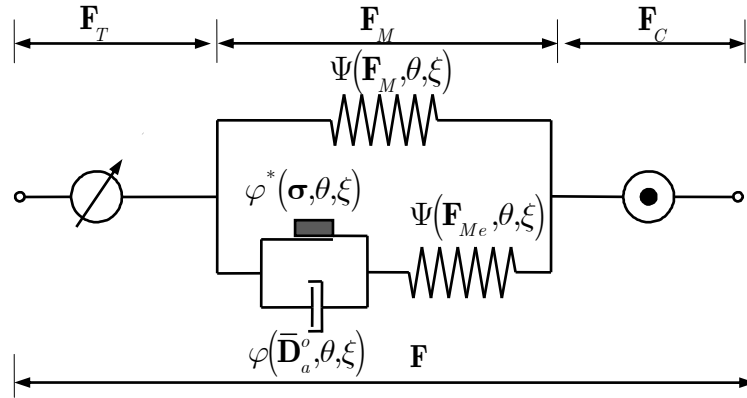 F_T F_M F_C
Ψ(F_M,θ,ξ)
φ*(σ,θ,ξ)
Ψ(F_Me,θ,ξ)
φ(D̄_a^o,θ,ξ)
F